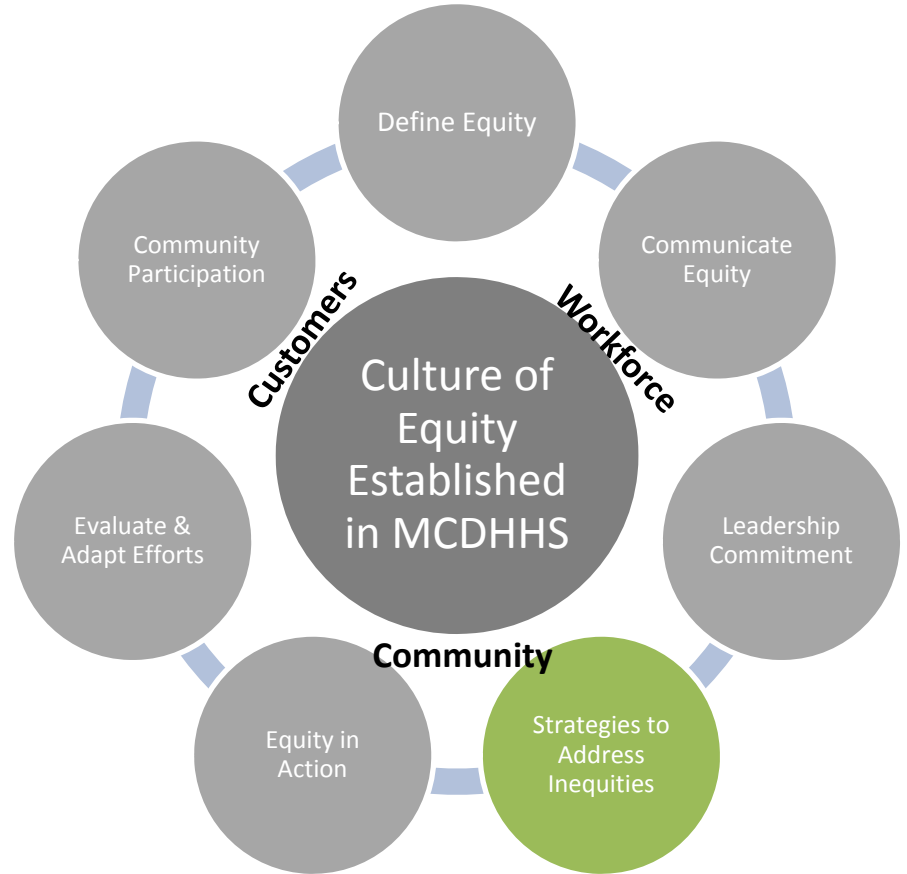 Define Equity
Community
Participation
Communicate
Equity
Customers
Workforce
Culture of
Equity
Established
in MCDHHS
Evaluate &
Adapt Efforts
Leadership
Commitment
Community
Equity in
Action
Strategies to
Address
Inequities